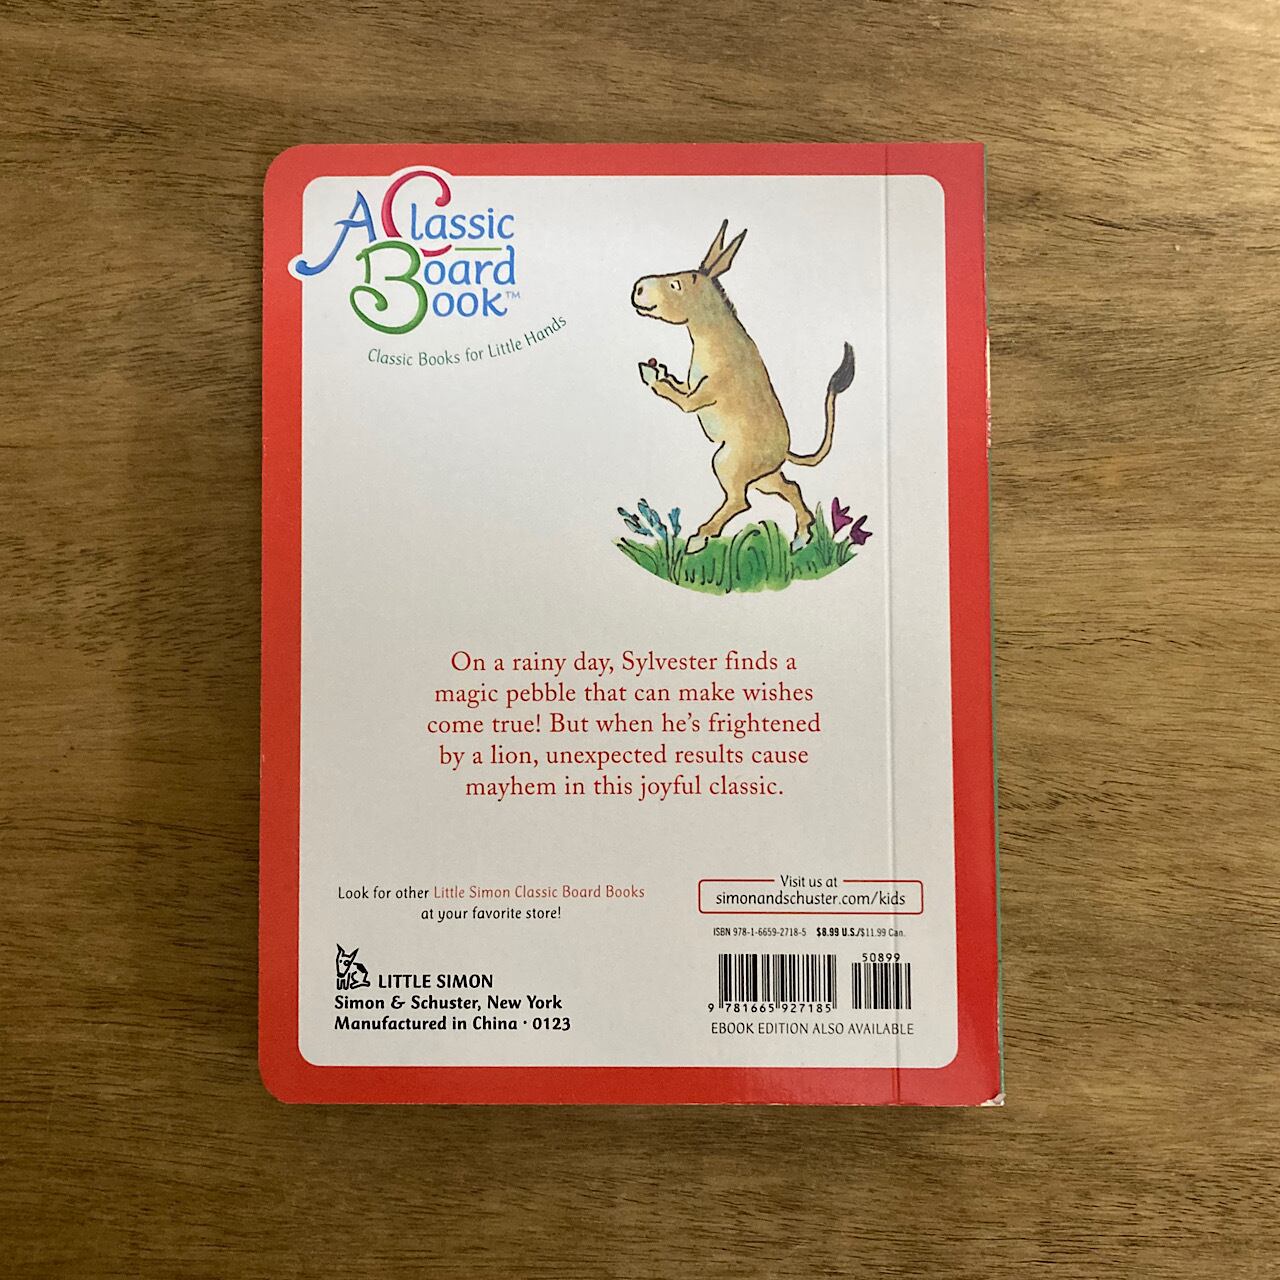 A Classic
Board
Book™
Classic Books for Little Hands
On a rainy day, Sylvester finds a
magic pebble that can make wishes
come true! But when he's frightened
by a lion, unexpected results cause
mayhem in this joyful classic.
Look for other Little Simon Classic Board Books
at your favorite store!
LITTLE SIMON
Simon & Schuster, New York
Manufactured in China · 0123
Visit us at
simonandschuster.com/kids
ISBN 978-1-6659-2718-5 $8.99 U.S./$11.99 Can.
50899
9 781665 927185
EBOOK EDITION ALSO AVAILABLE